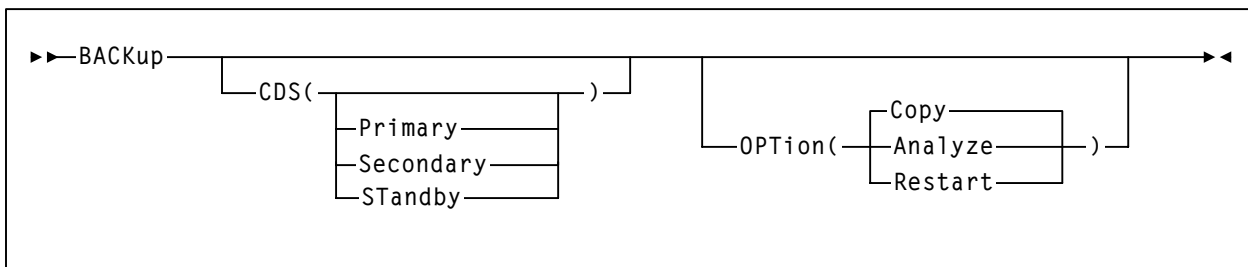 BACKup
CDS( )
Primary
Secondary
STandby
OPTion( Copy
Analyze )
Restart